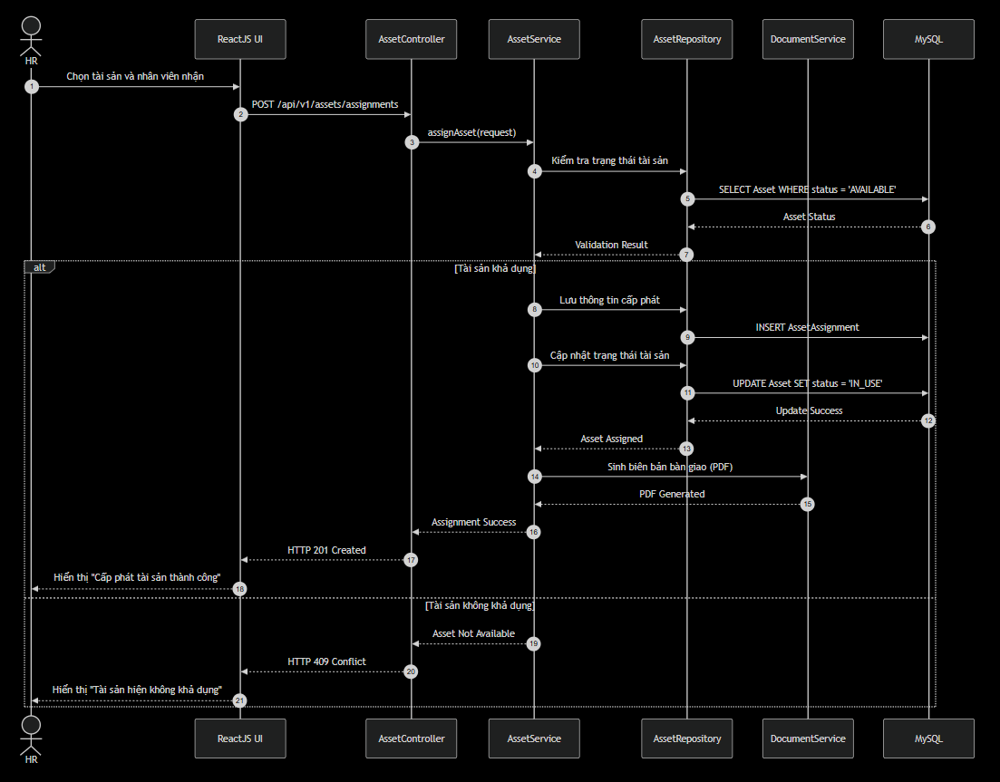 HR
ReactJS UI
AssetController
AssetService
AssetRepository
DocumentService
MySQL
1
Chọn tài sản và nhân viên nhận
2
POST /api/v1/assets/assignments
3
assignAsset(request)
4
Kiểm tra trạng thái tài sản
5
SELECT Asset WHERE status = 'AVAILABLE'
6
Asset Status
7
Validation Result
alt
[Tài sản khả dụng]
8
Lưu thông tin cấp phát
9
INSERT AssetAssignment
10
Cập nhật trạng thái tài sản
11
UPDATE Asset SET status = 'IN_USE'
12
Update Success
13
Asset Assigned
14
Sinh biên bản bàn giao (PDF)
15
PDF Generated
16
Assignment Success
17
HTTP 201 Created
18
Hiển thị "Cấp phát tài sản thành công"
[Tài sản không khả dụng]
19
Asset Not Available
20
HTTP 409 Conflict
21
Hiển thị "Tài sản hiện không khả dụng"
HR
ReactJS UI
AssetController
AssetService
AssetRepository
DocumentService
MySQL